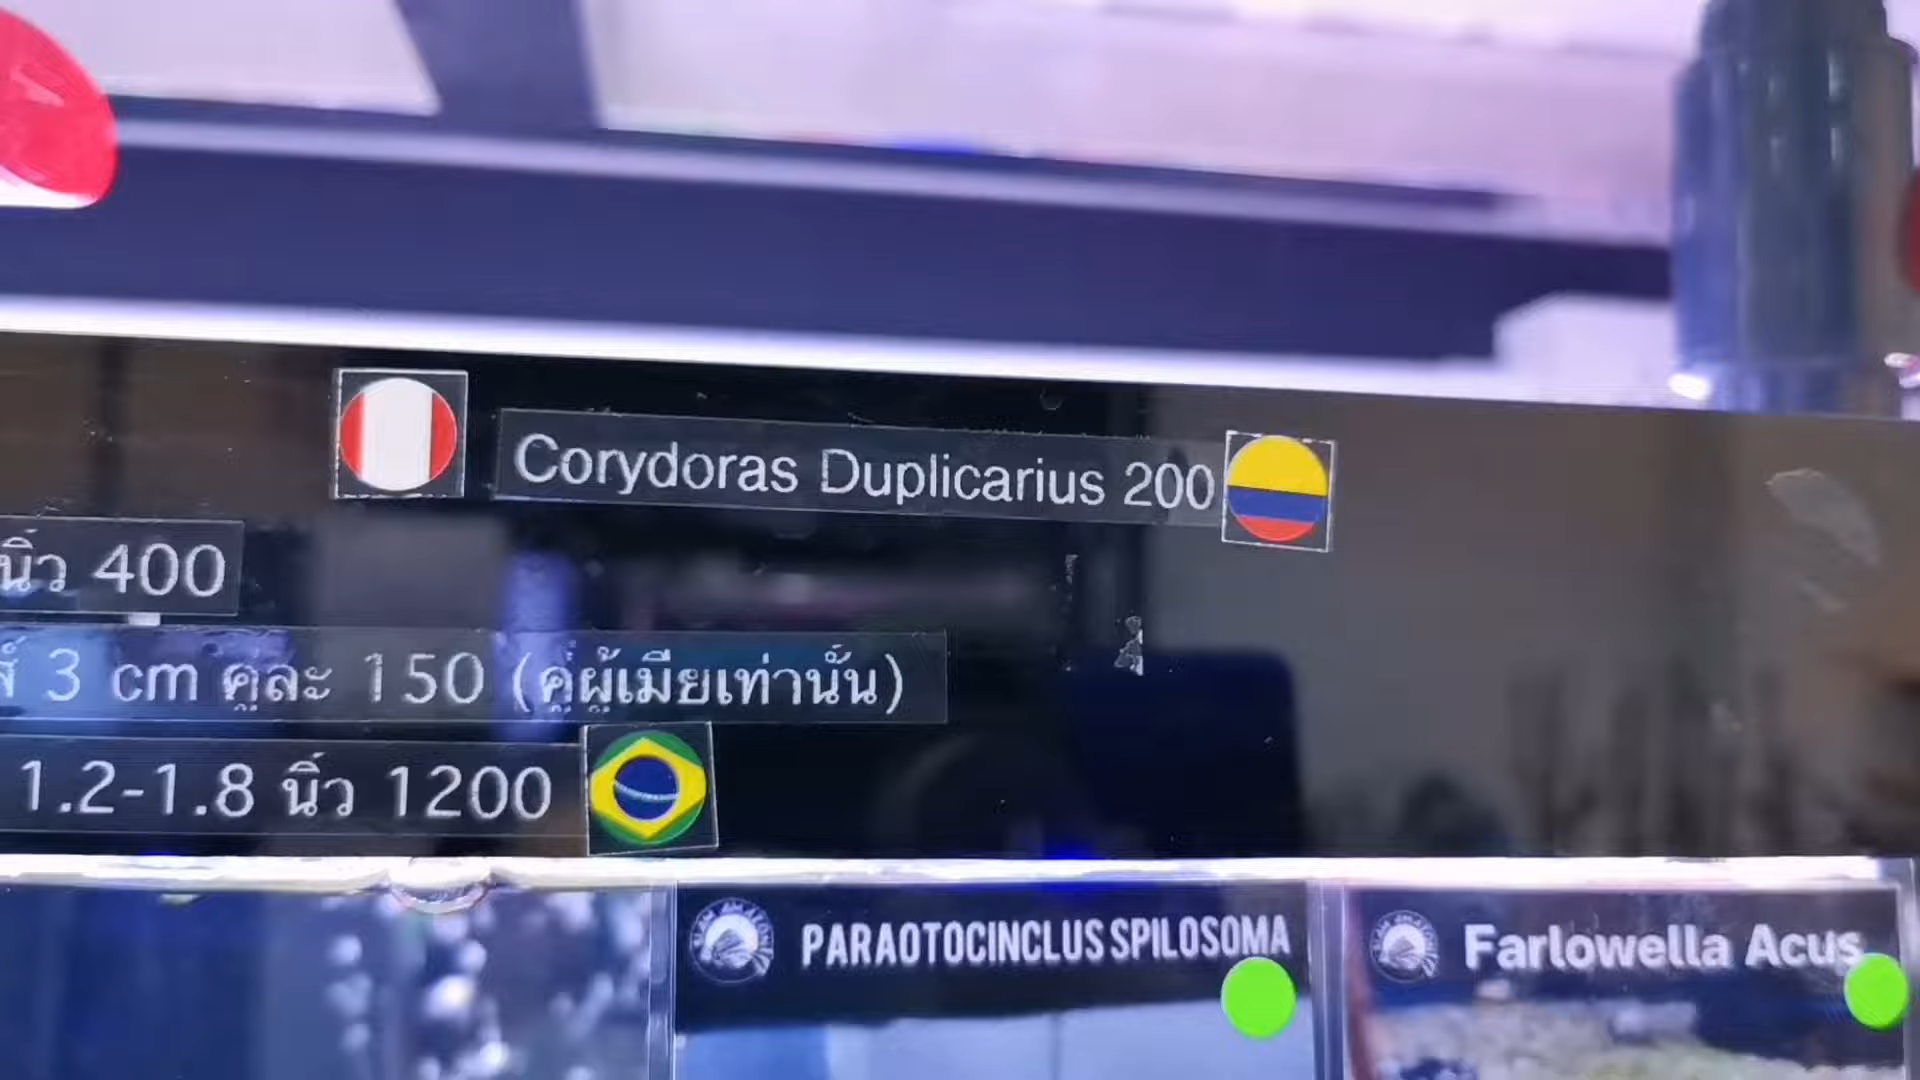 Corydoras Duplicarius 200
นิ้ว 400
3 cm คู่ละ 150 (คู่ผู้เมียเท่านั้น)
1.2-1.8 นิ้ว 1200
PARAOTOCINCLUS SPILOSOMA
Farlowella Acus